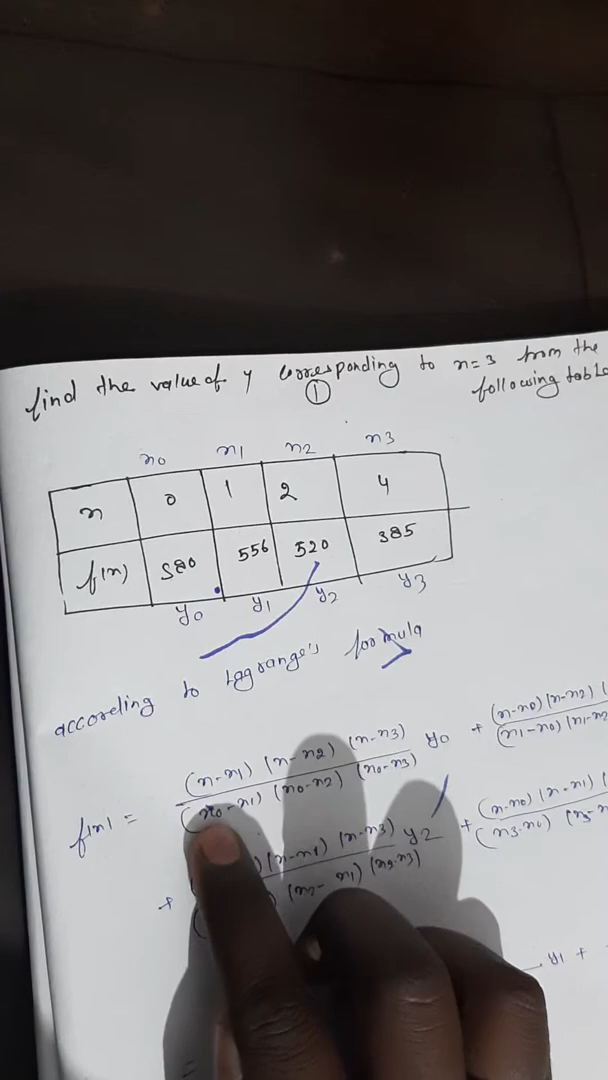 find the value of y corresponding to x=3 from the
following table
①
x0 x1 x2 x3
x 0 1 2 4
f(x) 580 556 520 385
y0 y1 y2 y3
according to Lagrange's formula
f(x) = (x-x1) (x-x2) (x-x3) / (x0-x1) (x0-x2) (x0-x3) y0 + (x-x0) (x-x2) ( / (x1-x0) (x1-x2
+ ) (x-x1) (x-x3) / (x2-x1) (x2-x3) y2 + (x-x0) (x-x1) ( / (x3-x0) (x3-
y1 +
=